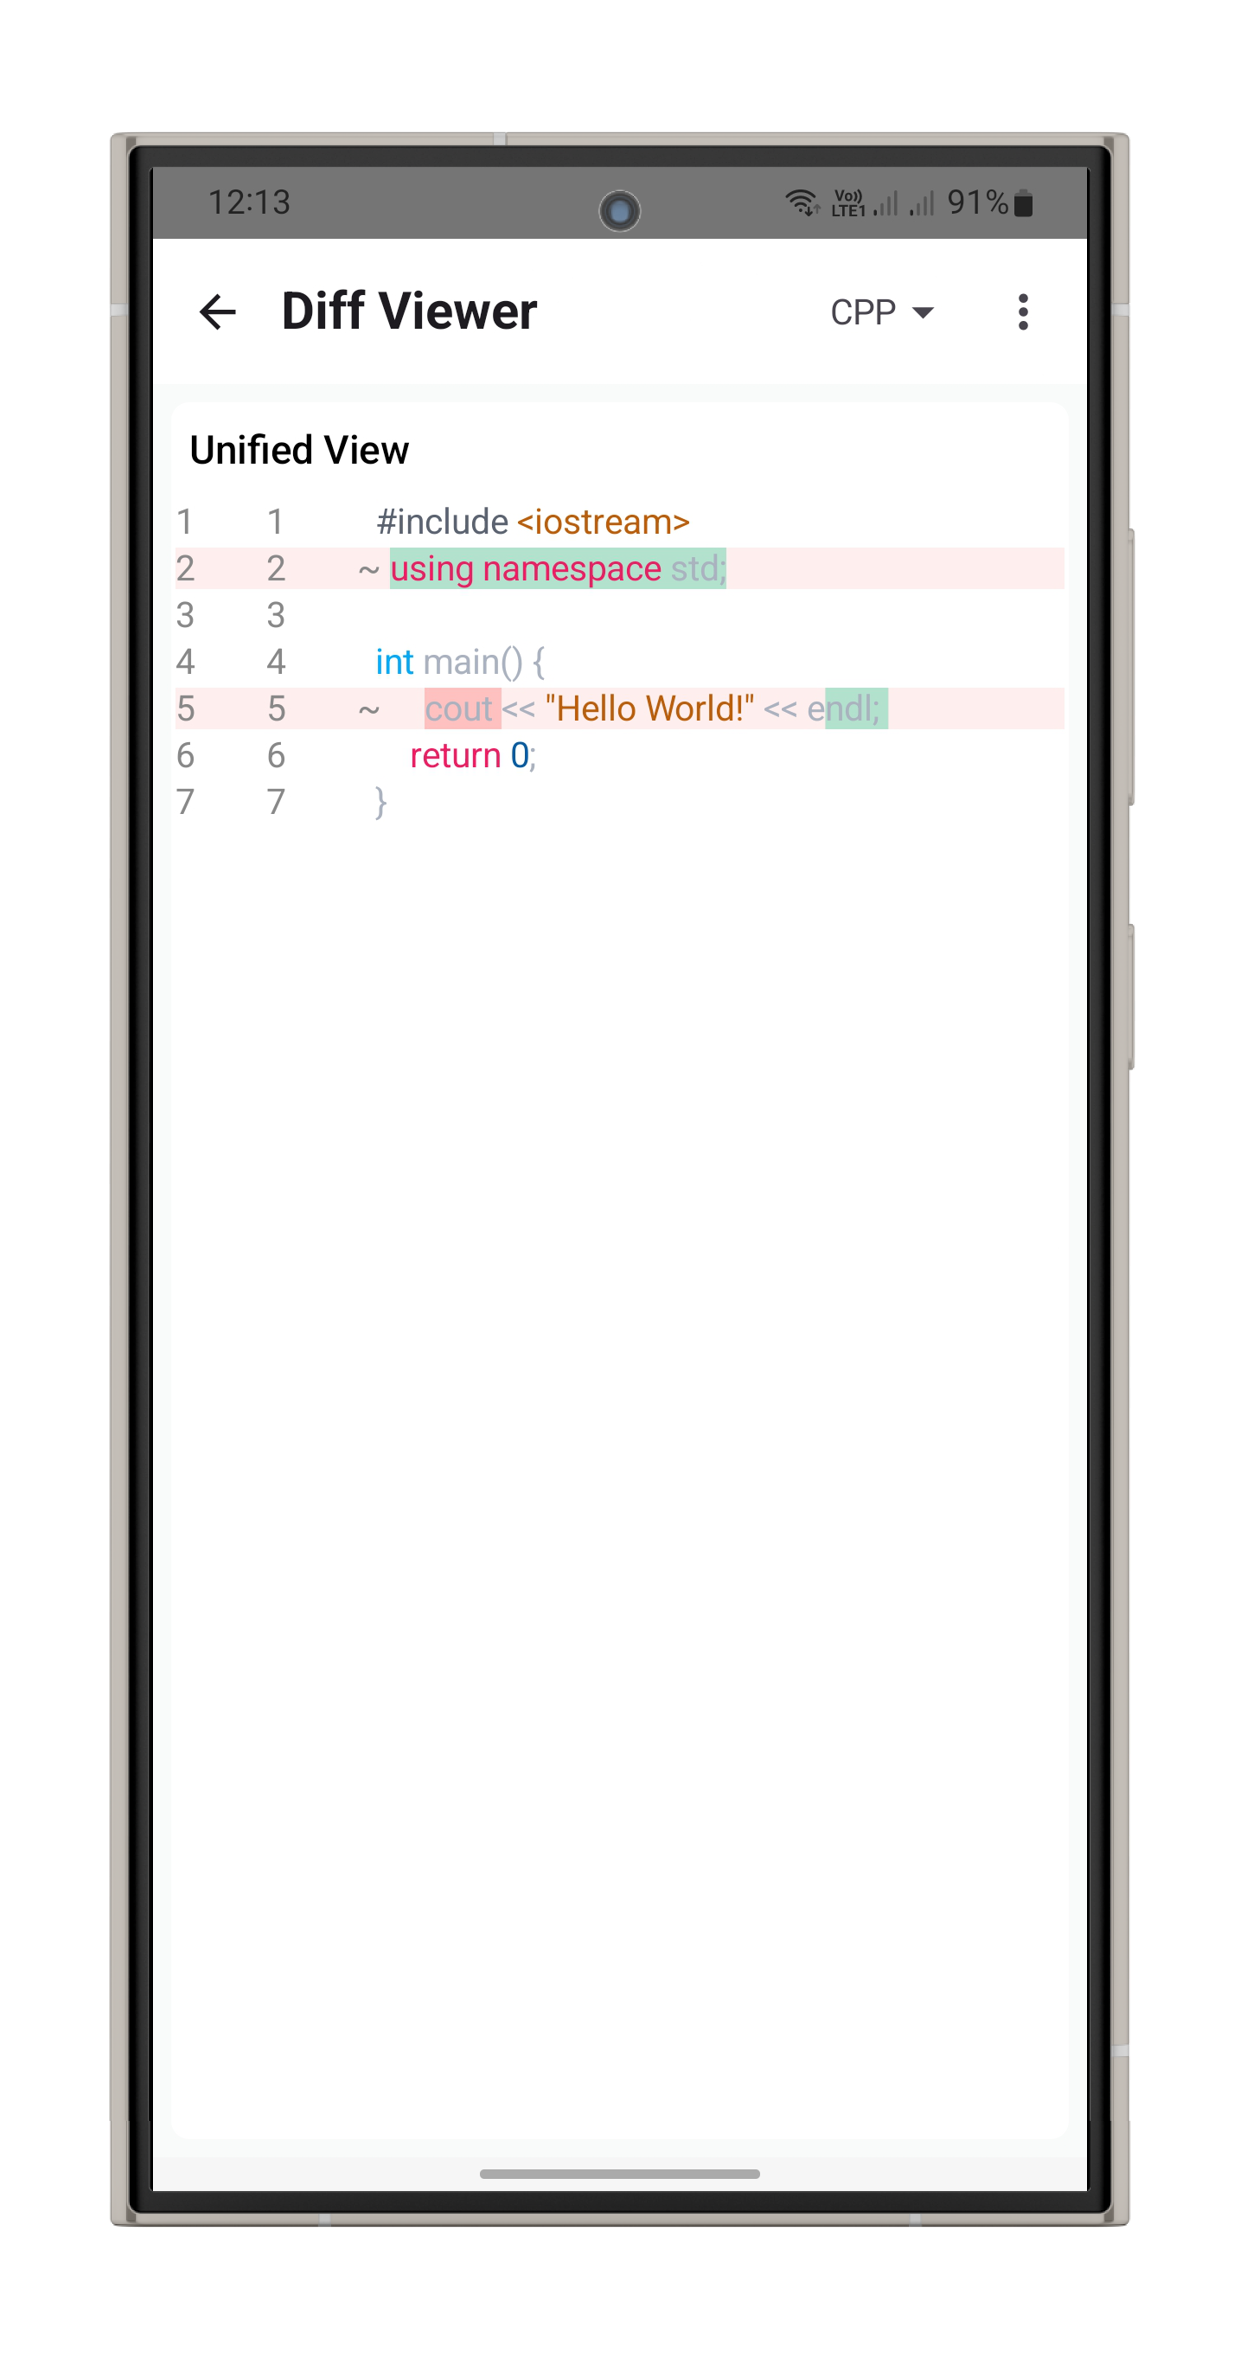 12:13 Vo)) LTE1 91%
Diff Viewer CPP
Unified View
1 1 #include <iostream>
2 2 ~ using namespace std;
3 3
4 4 int main() {
5 5 ~ cout << "Hello World!" << endl;
6 6 return 0;
7 7 }